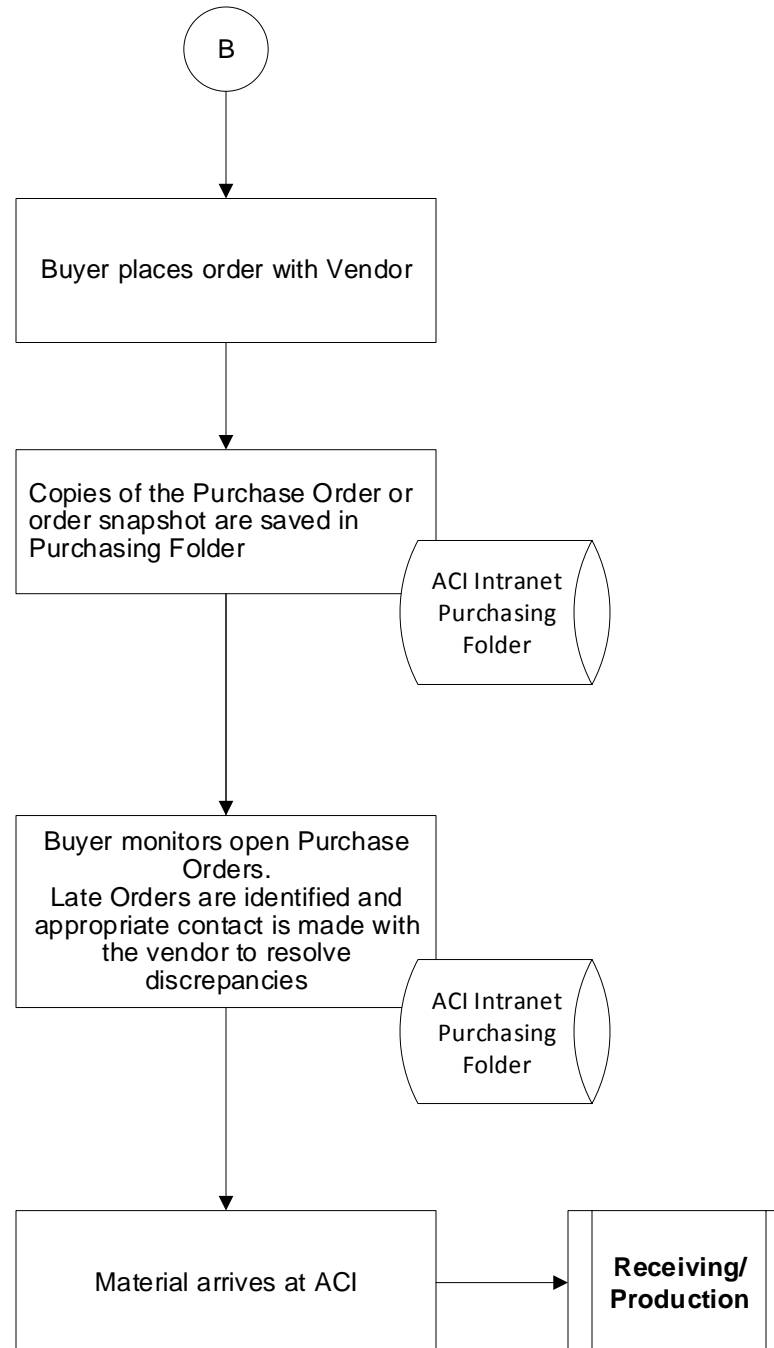 B
Buyer places order with Vendor
Copies of the Purchase Order or
order snapshot are saved in
Purchasing Folder
ACI Intranet
Purchasing
Folder
Buyer monitors open Purchase
Orders.
Late Orders are identified and
appropriate contact is made with
the vendor to resolve
discrepancies
ACI Intranet
Purchasing
Folder
Material arrives at ACI
Receiving/
Production